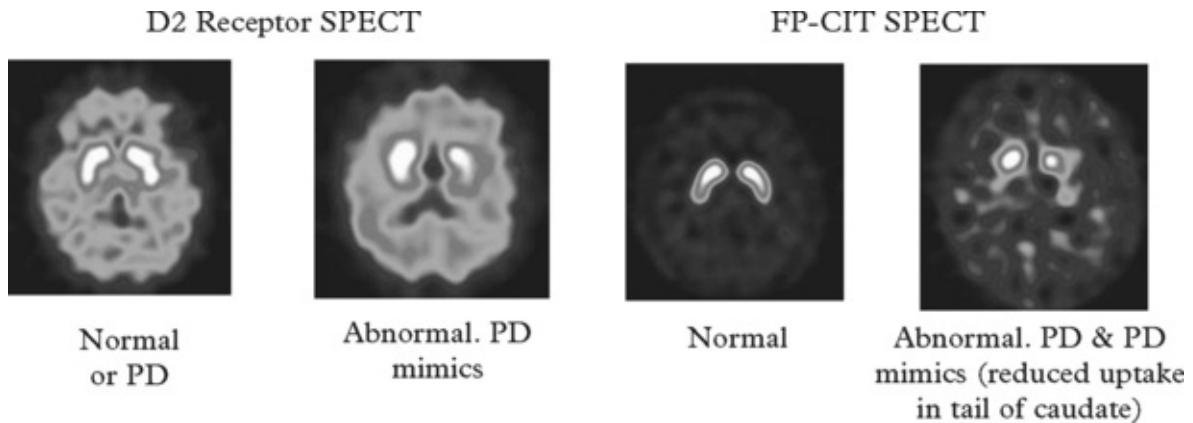 D2 Receptor SPECT
FP-CIT SPECT
Normal
or PD
Abnormal. PD
mimics
Normal
Abnormal. PD & PD
mimics (reduced uptake
in tail of caudate)